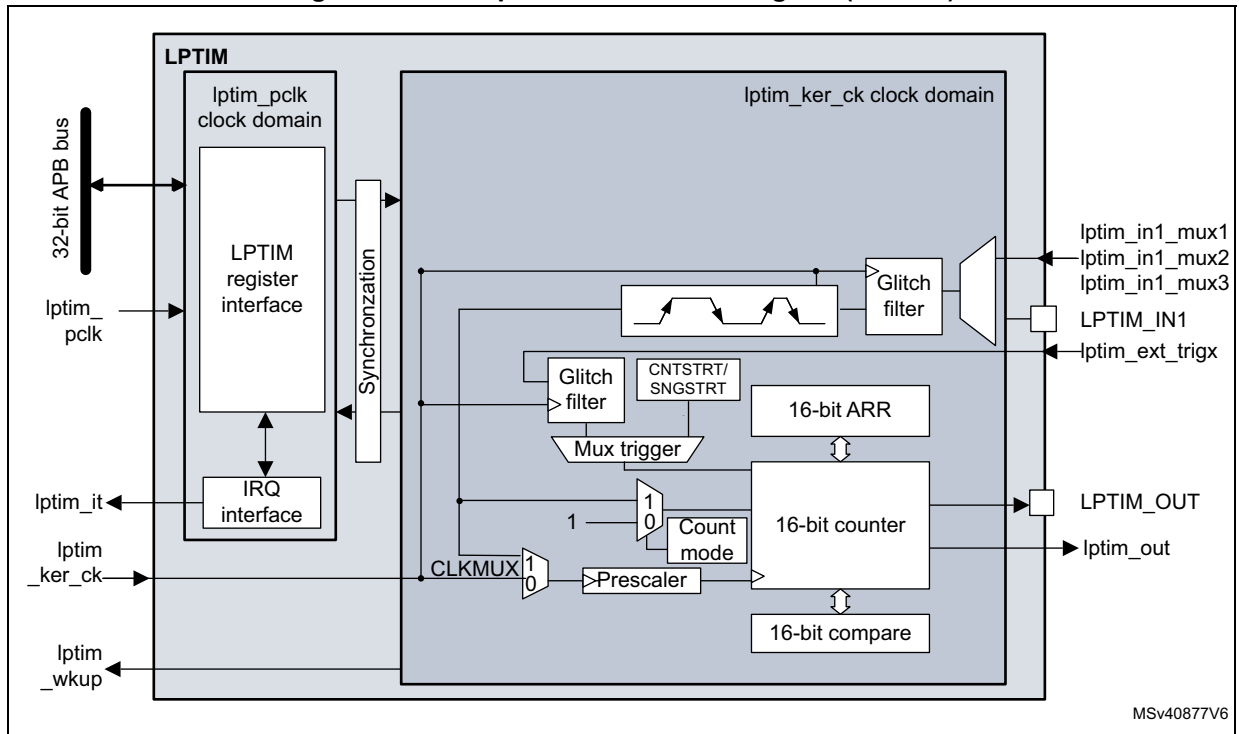 LPTIM
lptim_pclk
clock domain
lptim_ker_ck clock domain
32-bit APB bus
LPTIM
register
interface
Synchronzation
lptim_
pclk
lptim_in1_mux1
lptim_in1_mux2
lptim_in1_mux3
Glitch
filter
LPTIM_IN1
lptim_ext_trigx
Glitch
filter
CNTSTRT/
SNGSTRT
16-bit ARR
Mux trigger
IRQ
interface
lptim_it
1
0
1
Count
mode
16-bit counter
LPTIM_OUT
lptim_out
lptim
_ker_ck
CLKMUX
1
0
Prescaler
16-bit compare
lptim
_wkup
MSv40877V6